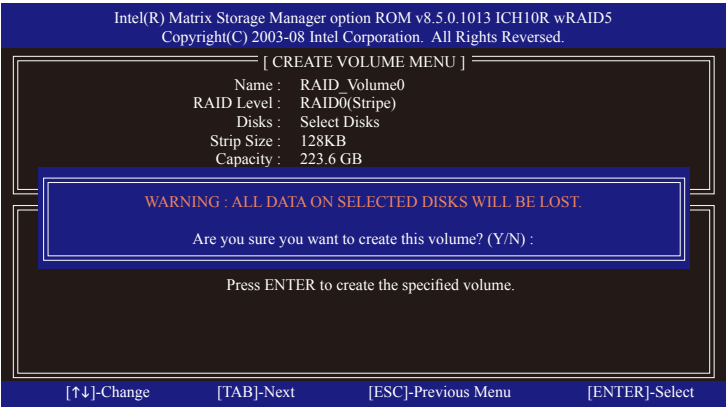 Intel(R) Matrix Storage Manager option ROM v8.5.0.1013 ICH10R wRAID5
Copyright(C) 2003-08 Intel Corporation. All Rights Reversed.
[ CREATE VOLUME MENU ]
Name : RAID_Volume0
RAID Level : RAID0(Stripe)
Disks : Select Disks
Strip Size : 128KB
Capacity : 223.6 GB
WARNING : ALL DATA ON SELECTED DISKS WILL BE LOST.
Are you sure you want to create this volume? (Y/N) :
Press ENTER to create the specified volume.
[↑↓]-Change [TAB]-Next [ESC]-Previous Menu [ENTER]-Select